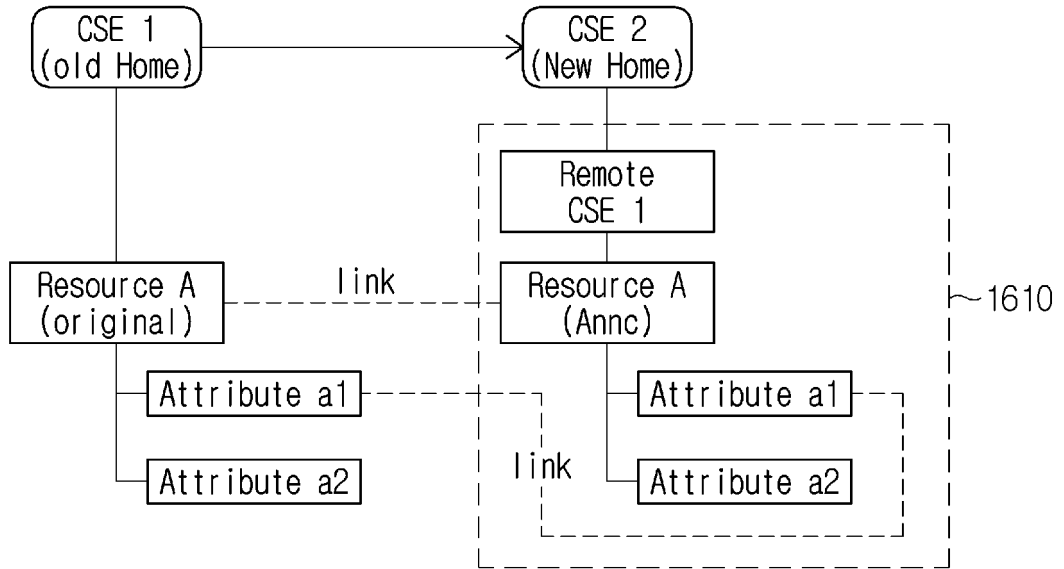 CSE 1
(old Home)
CSE 2
(New Home)
Remote
CSE 1
Resource A
(original)
link
Resource A
(Annc)
1610
Attribute a1
Attribute a1
link
Attribute a2
Attribute a2